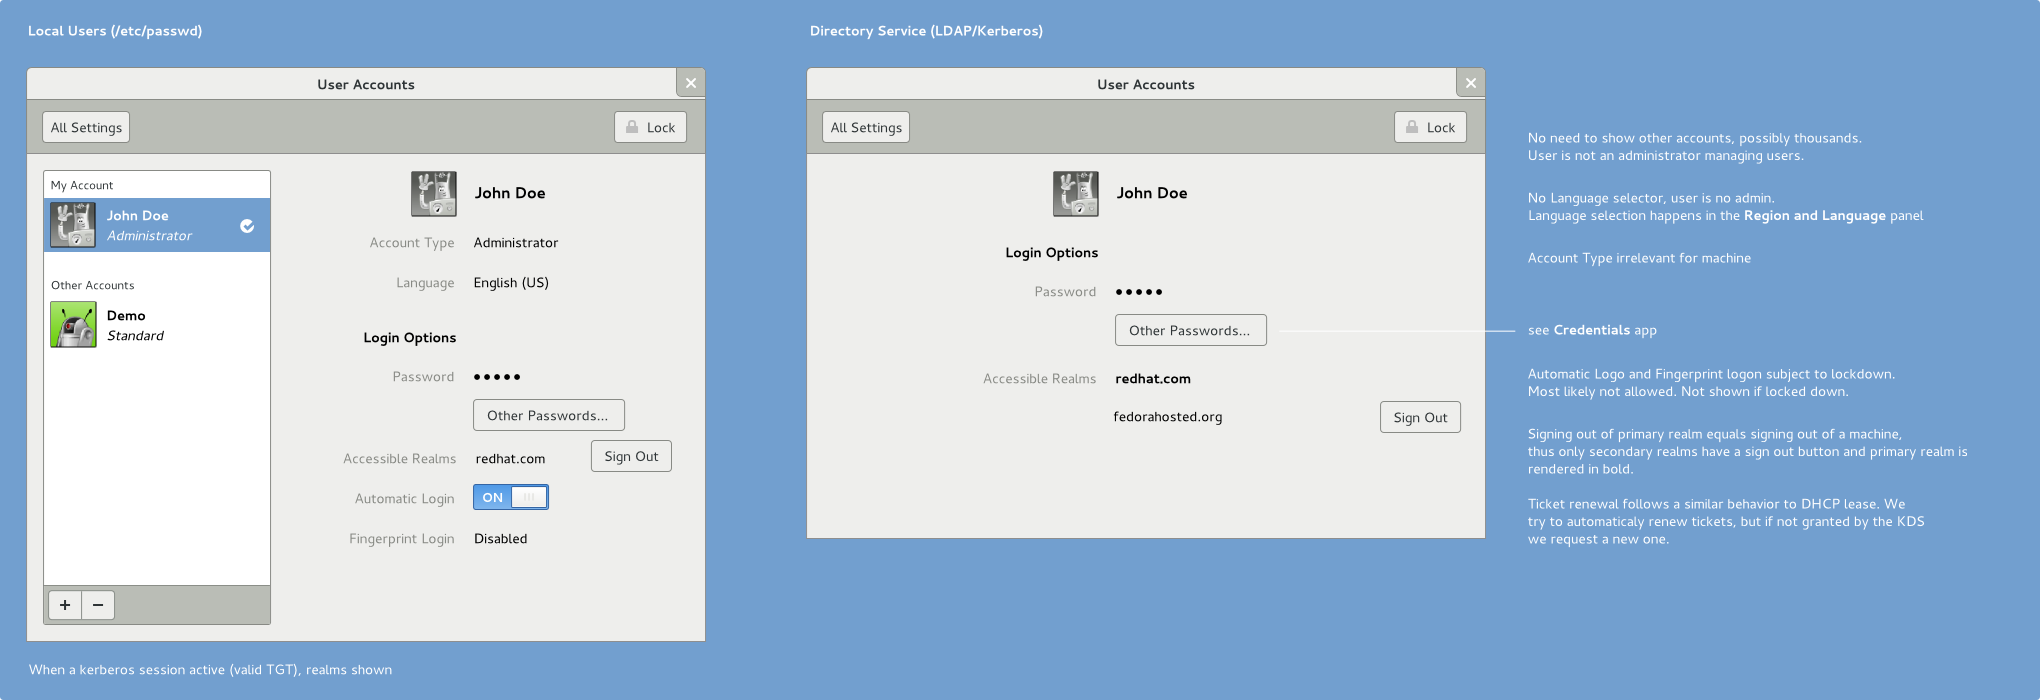 Local Users (/etc/passwd)
User Accounts
All Settings
Lock
My Account
John Doe
Administrator
Other Accounts
Demo
Standard
John Doe
Account Type Administrator
Language English (US)
Login Options
Password •••••
Other Passwords...
Accessible Realms redhat.com Sign Out
Automatic Login ON
Fingerprint Login Disabled
+ −
When a kerberos session active (valid TGT), realms shown
Directory Service (LDAP/Kerberos)
User Accounts
All Settings
Lock
John Doe
Login Options
Password •••••
Other Passwords...
Accessible Realms redhat.com
fedorahosted.org Sign Out
No need to show other accounts, possibly thousands.
User is not an administrator managing users.
No Language selector, user is no admin.
Language selection happens in the Region and Language panel
Account Type irrelevant for machine
see Credentials app
Automatic Logo and Fingerprint logon subject to lockdown.
Most likely not allowed. Not shown if locked down.
Signing out of primary realm equals signing out of a machine,
thus only secondary realms have a sign out button and primary realm is
rendered in bold.
Ticket renewal follows a similar behavior to DHCP lease. We
try to automaticaly renew tickets, but if not granted by the KDS
we request a new one.